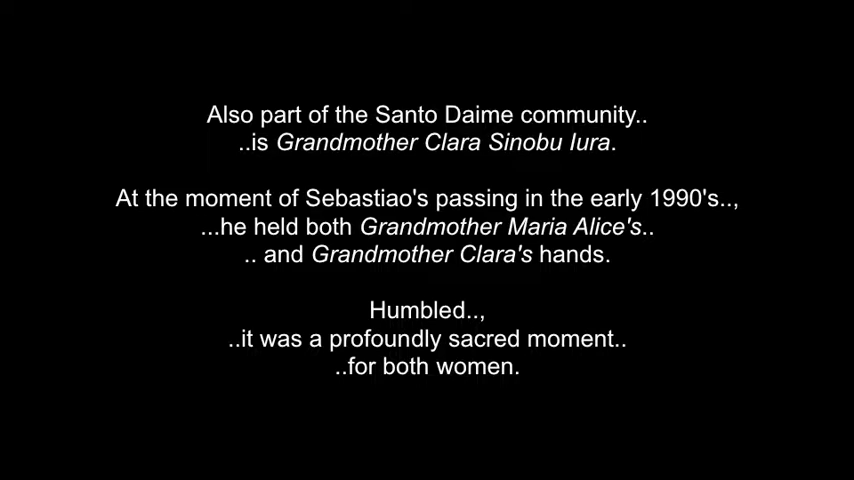 Also part of the Santo Daime community..
..is Grandmother Clara Sinobu Iura.
At the moment of Sebastiao's passing in the early 1990's..,
...he held both Grandmother Maria Alice's..
.. and Grandmother Clara's hands.
Humbled..,
..it was a profoundly sacred moment..
..for both women.